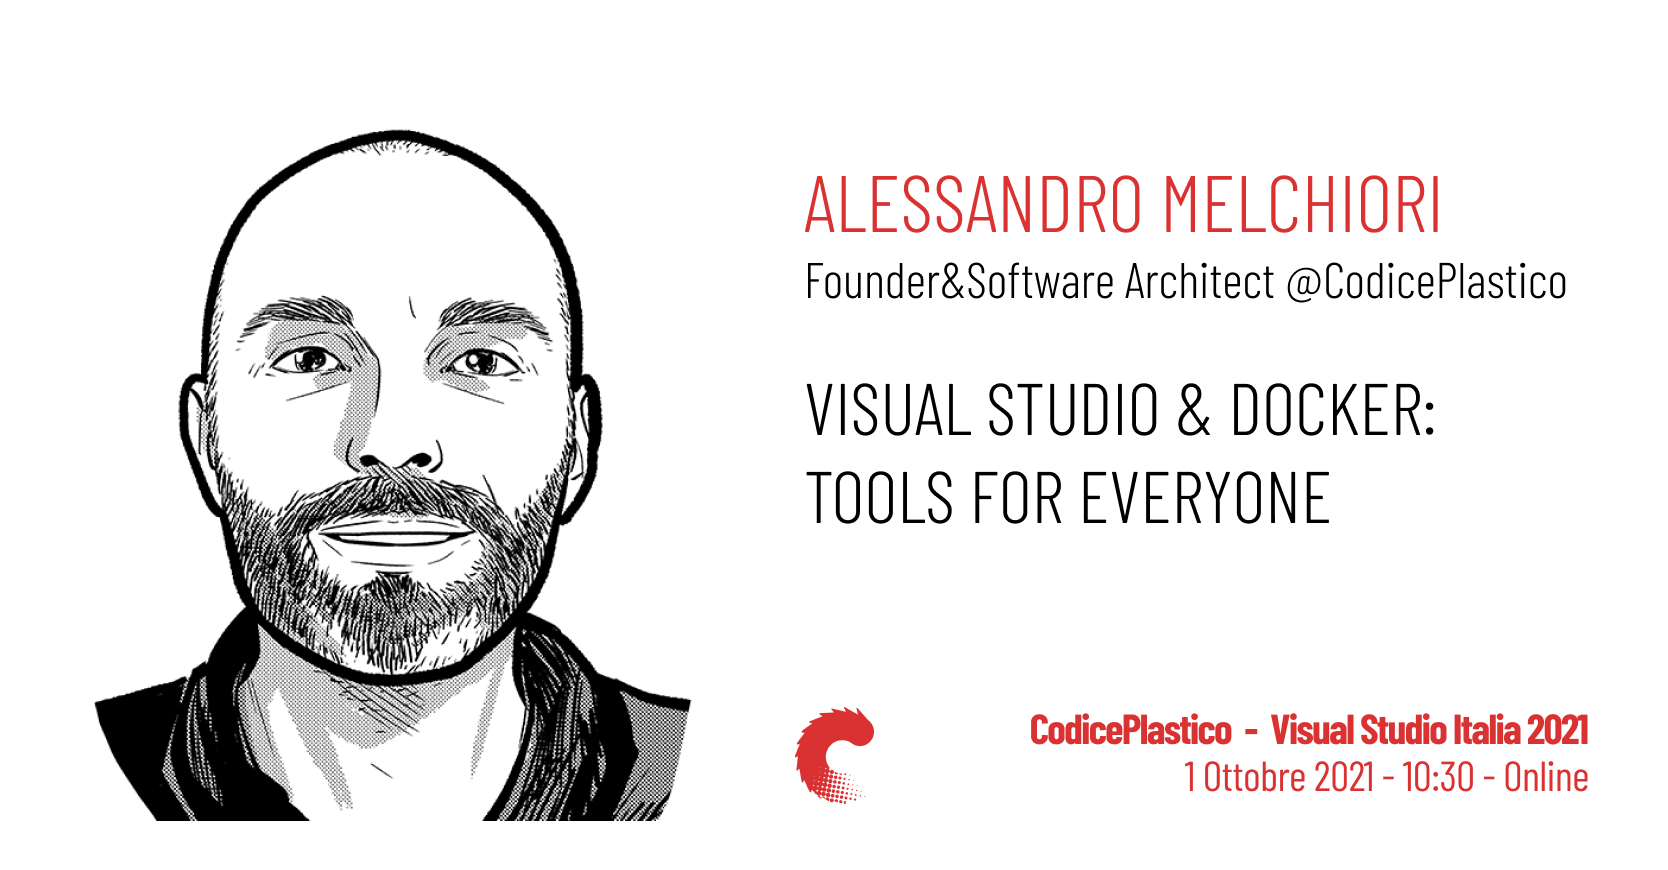 ALESSANDRO MELCHIORI
Founder&Software Architect @CodicePlastico
VISUAL STUDIO & DOCKER:
TOOLS FOR EVERYONE
CodicePlastico - Visual Studio Italia 2021
1 Ottobre 2021 - 10:30 - Online